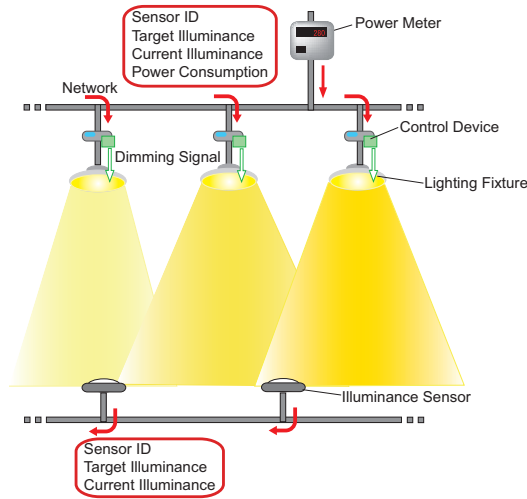 Sensor ID
Target Illuminance
Current Illuminance
Power Consumption
Power Meter
280
Network
Control Device
Dimming Signal
Lighting Fixture
Illuminance Sensor
Sensor ID
Target Illuminance
Current Illuminance